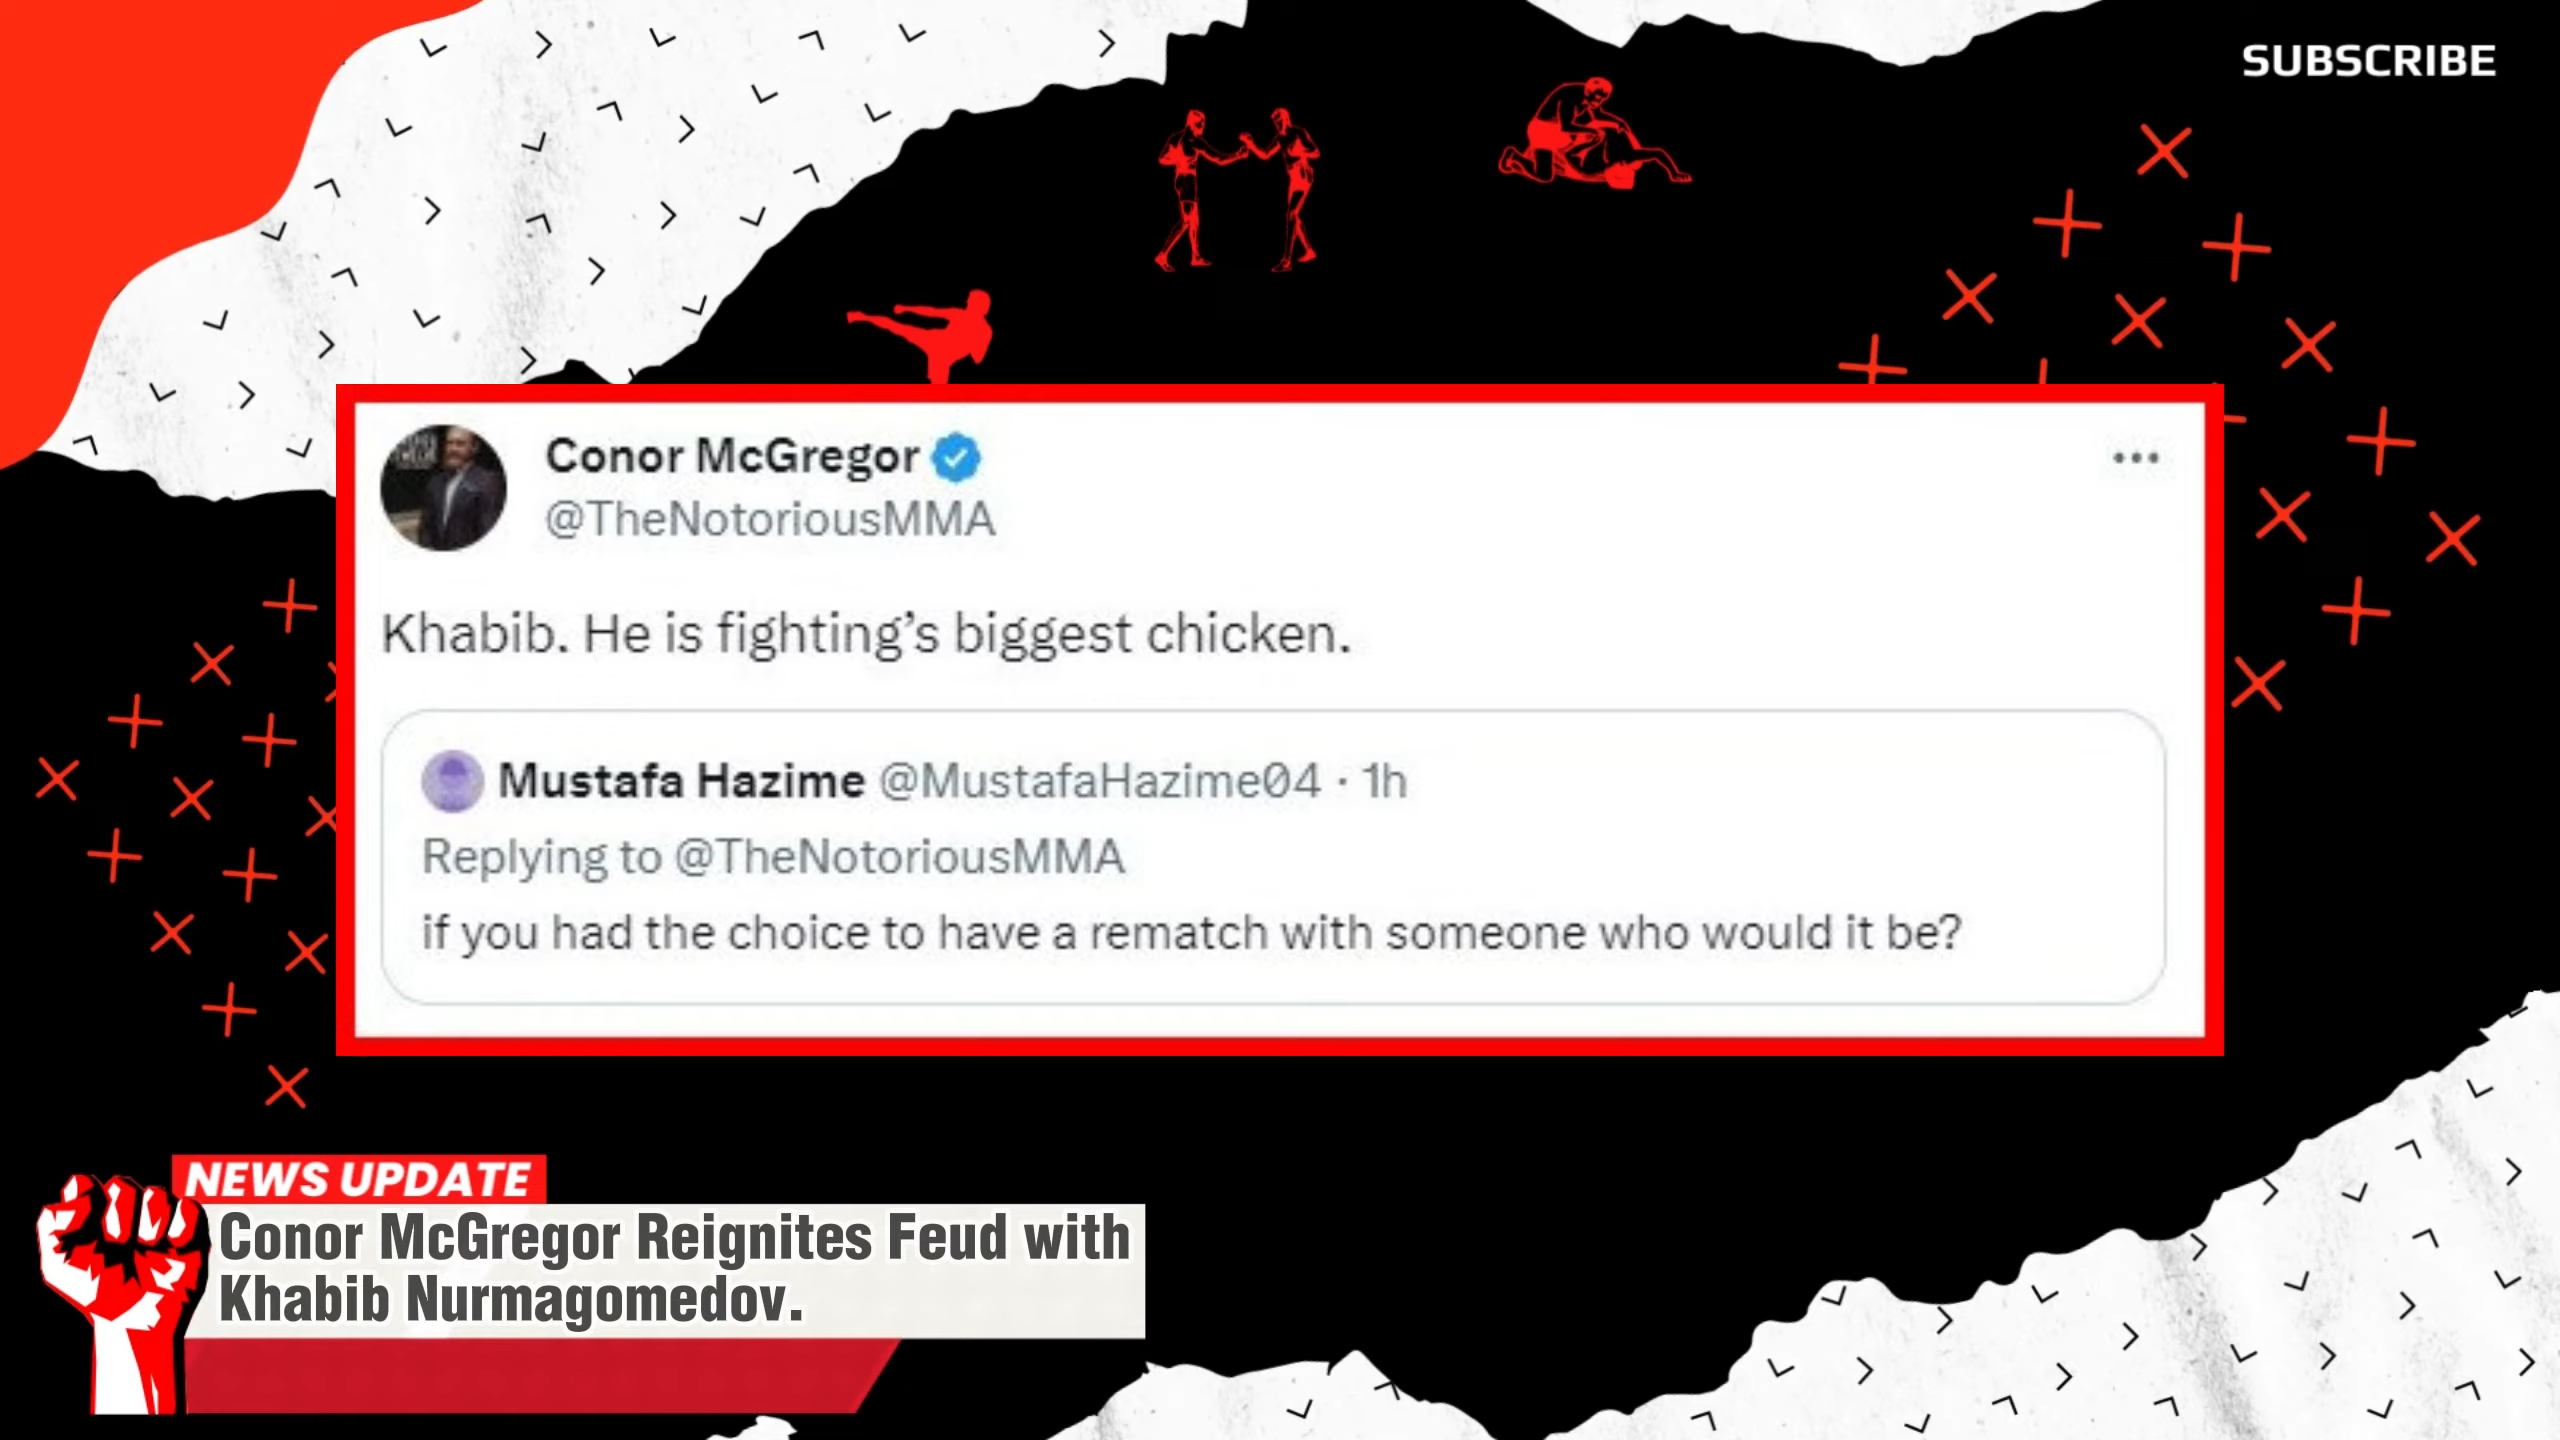 SUBSCRIBE
Conor McGregor
@TheNotoriousMMA
Khabib. He is fighting’s biggest chicken.
Mustafa Hazime @MustafaHazime04 · 1h
Replying to @TheNotoriousMMA
if you had the choice to have a rematch with someone who would it be?
NEWS UPDATE
Conor McGregor Reignites Feud with
Khabib Nurmagomedov.